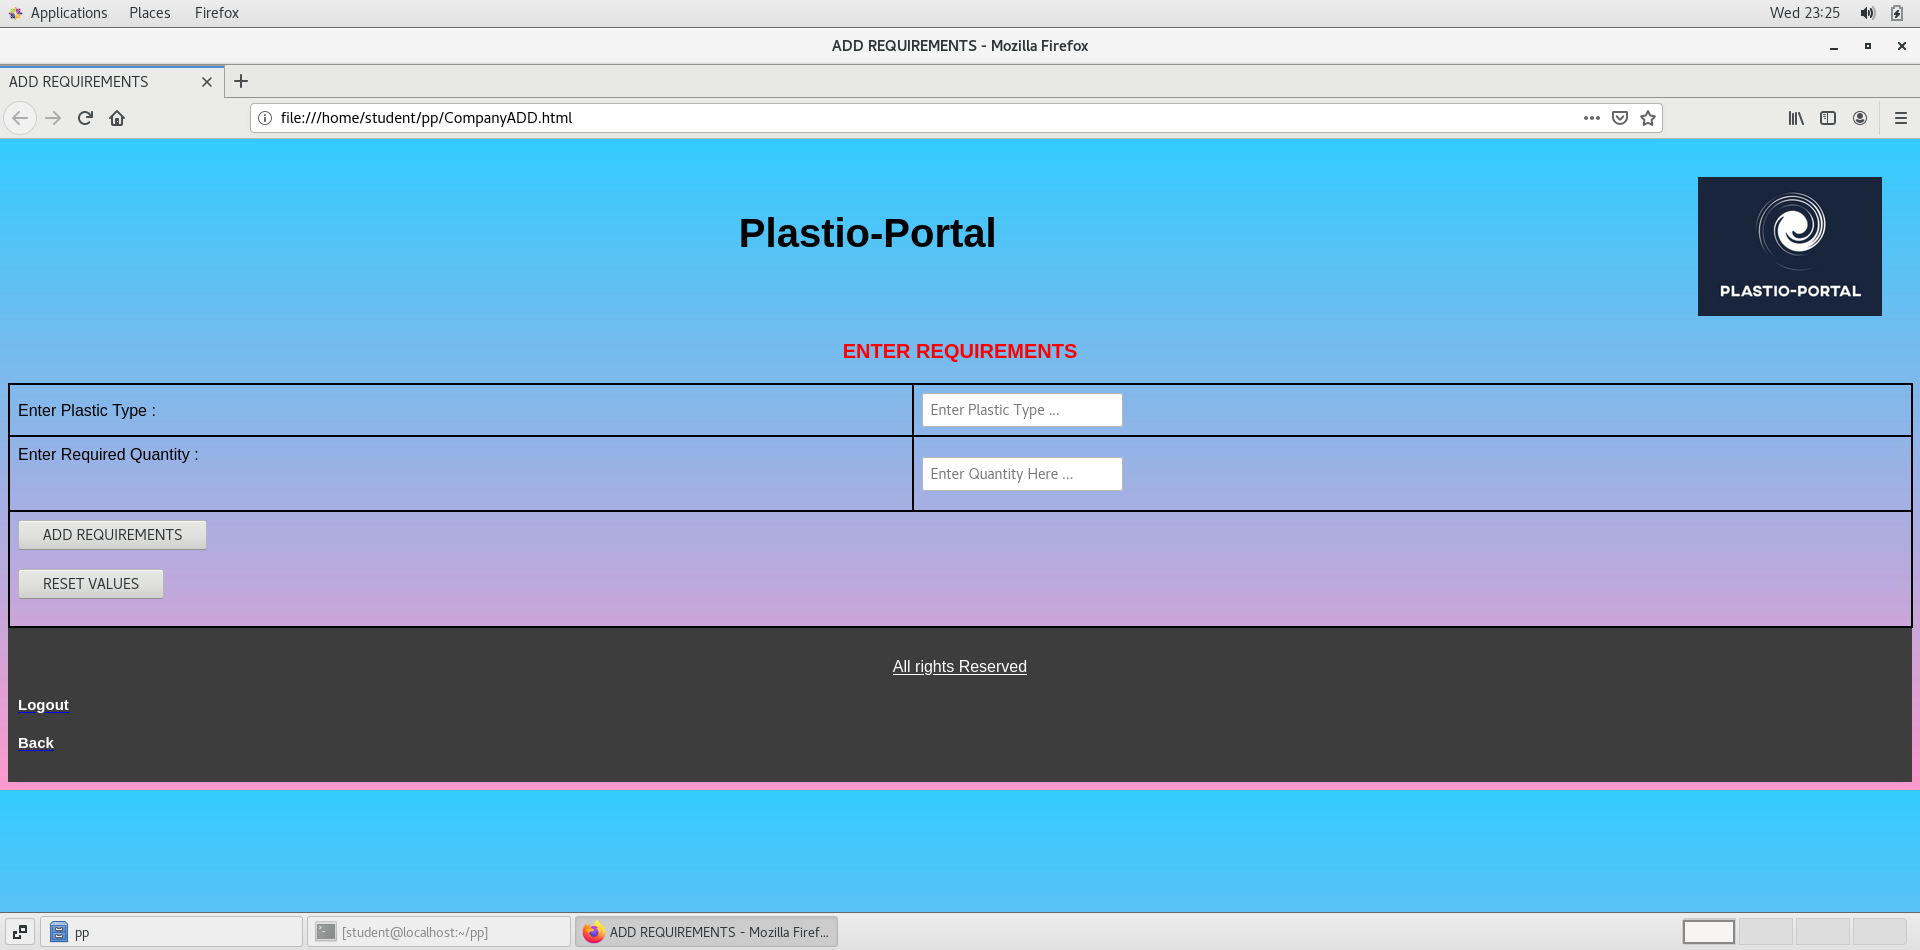 Applications Places Firefox Wed 23:25
ADD REQUIREMENTS - Mozilla Firefox
ADD REQUIREMENTS
file:///home/student/pp/CompanyADD.html
Plastio-Portal
PLASTIO-PORTAL
ENTER REQUIREMENTS
Enter Plastic Type : Enter Plastic Type ...
Enter Required Quantity : Enter Quantity Here ...
ADD REQUIREMENTS
RESET VALUES
All rights Reserved
Logout
Back
pp [student@localhost:~/pp] ADD REQUIREMENTS - Mozilla Firef...